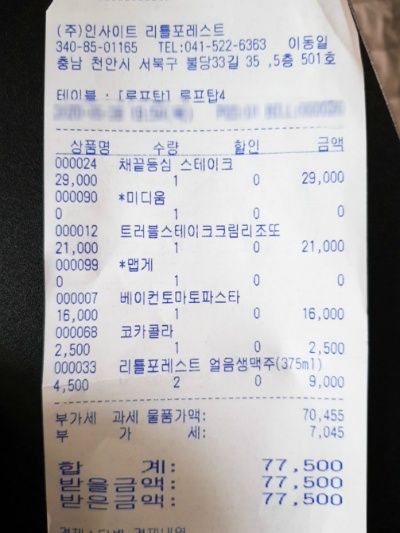 (주)인사이트 리틀포레스트
340-85-01165 TEL:041-522-6363 이동일
충남 천안시 서북구 불당33길 35 ,5층 501호
테이블 : [루프탑] 루프탑4
상품명 수량 할인 금액
000024 채끝등심 스테이크
29,000 1 0 29,000
000090 *미디움
0 1 0 0
000012 트러블스테이크크림리조또
21,000 1 0 21,000
000099 *맵게
0 1 0 0
000007 베이컨토마토파스타
16,000 1 0 16,000
000068 코카콜라
2,500 1 0 2,500
000033 리틀포레스트 얼음생맥주(375ml)
4,500 2 0 9,000
부가세 과세 물품가액: 70,455
부 가 세: 7,045
합 계: 77,500
받을금액: 77,500
받은금액: 77,500